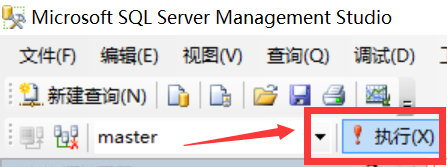 Microsoft SQL Server Management Studio
文件(F) 编辑(E) 视图(V) 查询(Q) 调试(D)
新建查询(N)
master 执行(X)